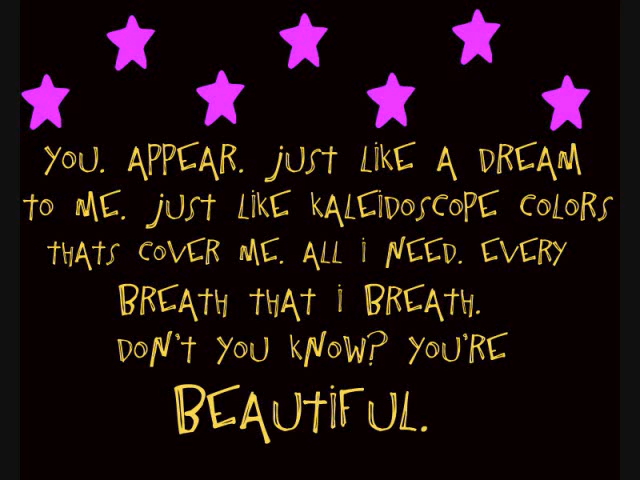 YOU. APPEAR. JUST LIKE A DREAM
TO ME. JUST LIKE KALEIDOSCOPE COLORS
THATS COVER ME. ALL I NEED. EVERY
BREATH THAT I BREATH.
DON'T YOU KNOW? YOU'RE
BEAUTIFUL.